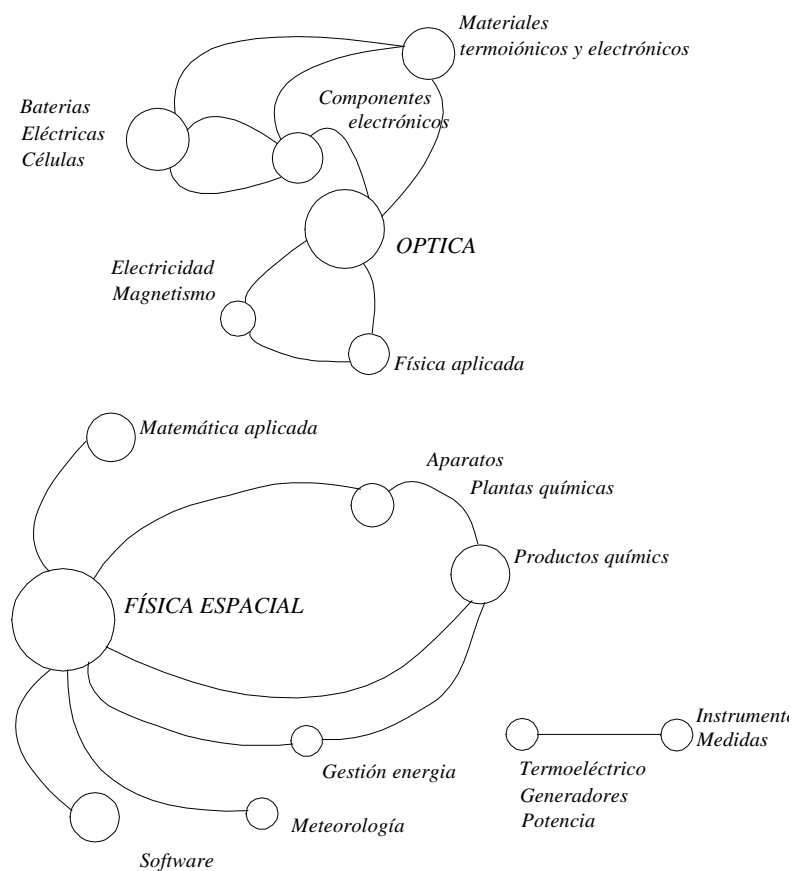 Materiales
termoiónicos y electrónicos
Componentes
electrónicos
Baterias
Eléctricas
Células
OPTICA
Electricidad
Magnetismo
Física aplicada
Matemática aplicada
Aparatos
Plantas químicas
Productos químics
FÍSICA ESPACIAL
Instrumento
Medidas
Gestión energia
Termoeléctrico
Generadores
Potencia
Meteorología
Software